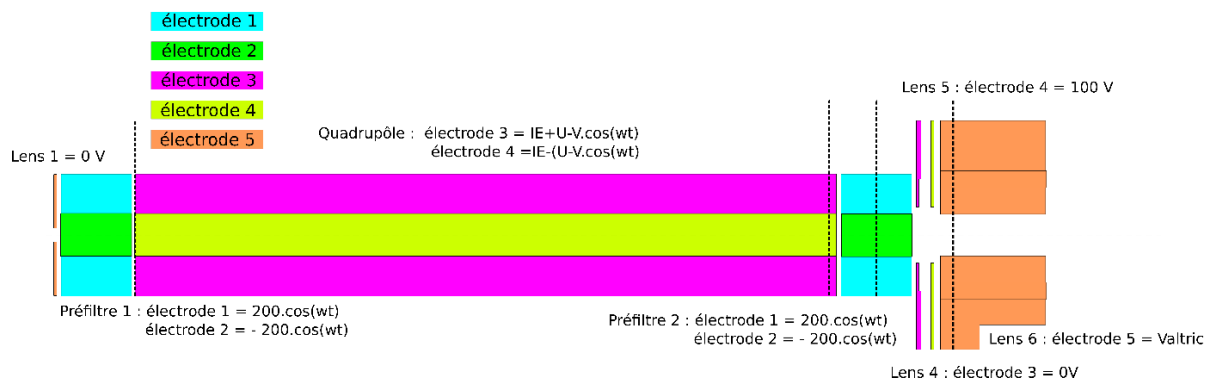 électrode 1
électrode 2
électrode 3
électrode 4
électrode 5
Lens 1 = 0 V
Quadrupôle : électrode 3 = IE+U-V.cos(wt)
électrode 4 =IE-(U-V.cos(wt)
Lens 5 : électrode 4 = 100 V
Préfiltre 1 : électrode 1 = 200.cos(wt)
électrode 2 = - 200.cos(wt)
Préfiltre 2 : électrode 1 = 200.cos(wt)
électrode 2 = - 200.cos(wt)
Lens 6 : électrode 5 = Valtric
Lens 4 : électrode 3 = 0V